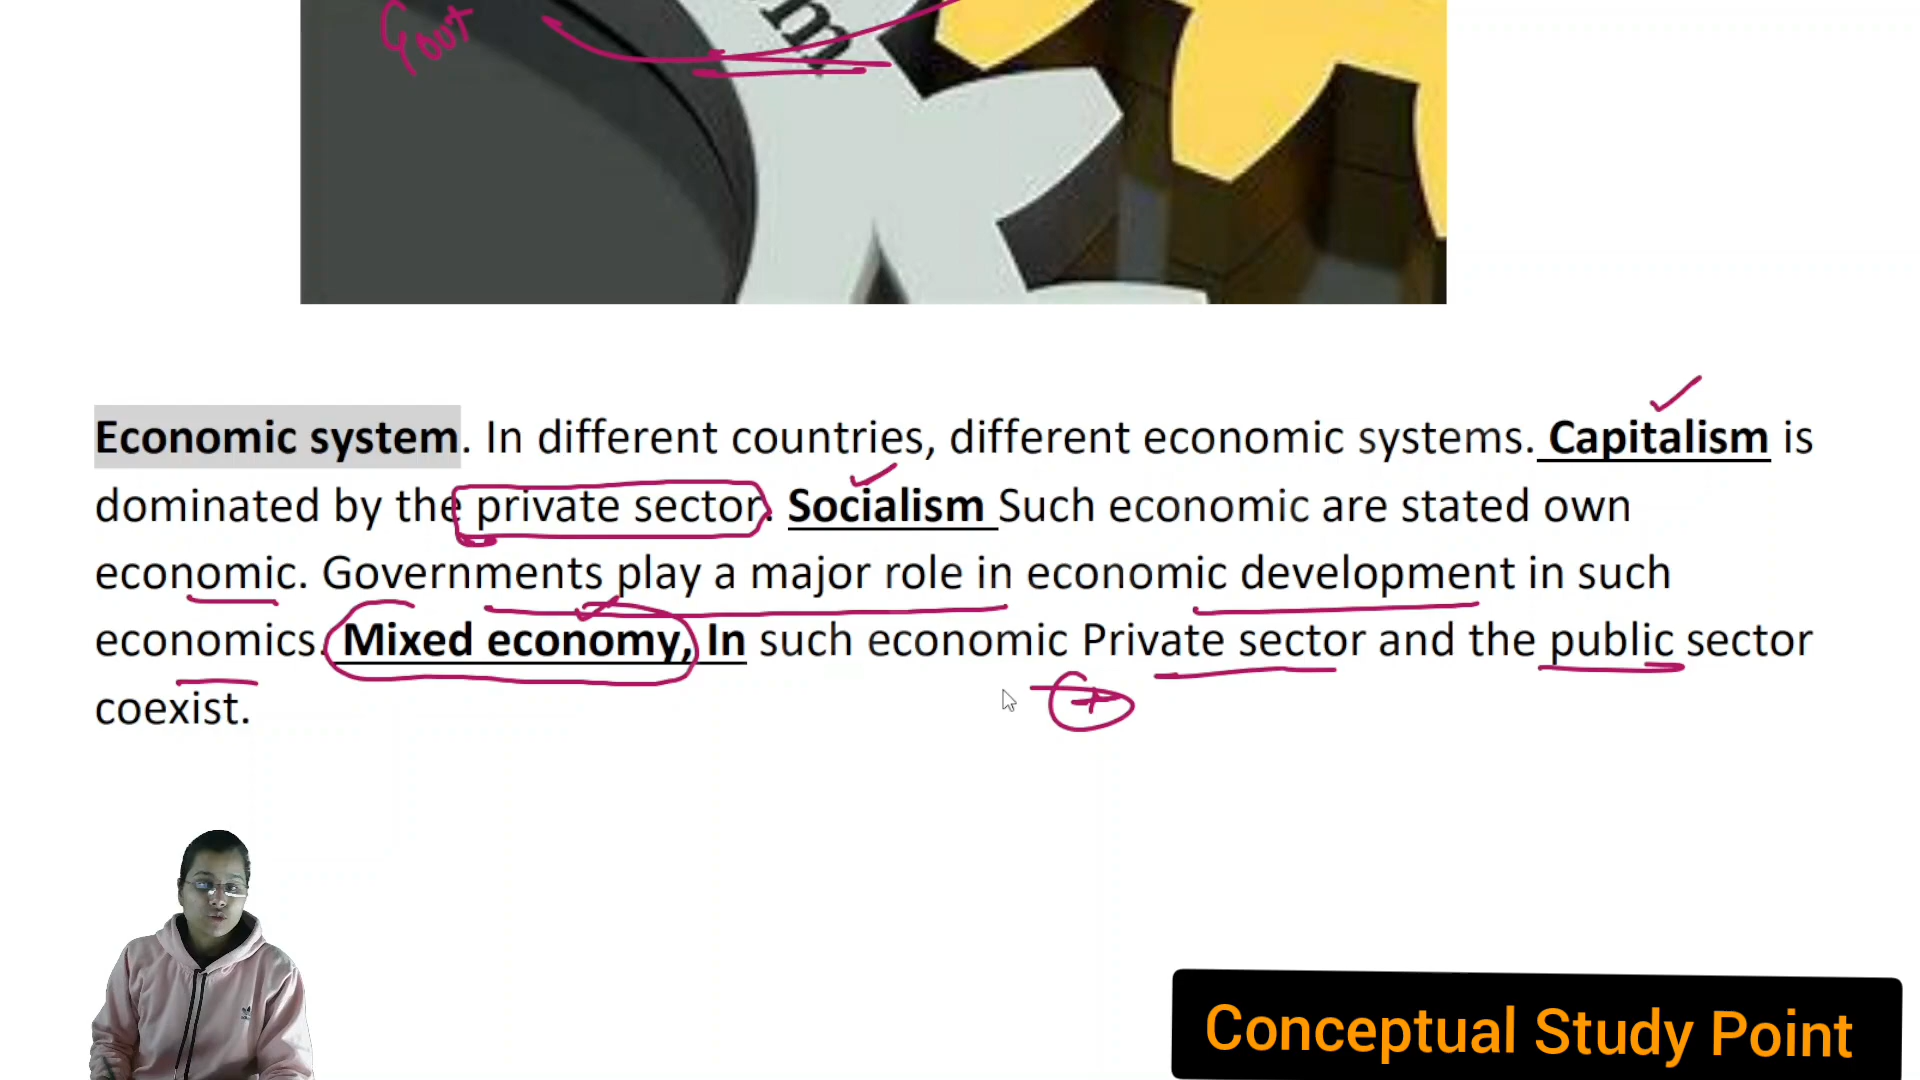 Govt
m
Economic system. In different countries, different economic systems. Capitalism is
dominated by the private sector. Socialism Such economic are stated own
economic. Governments play a major role in economic development in such
economics. Mixed economy, In such economic Private sector and the public sector
coexist.
Conceptual Study Point